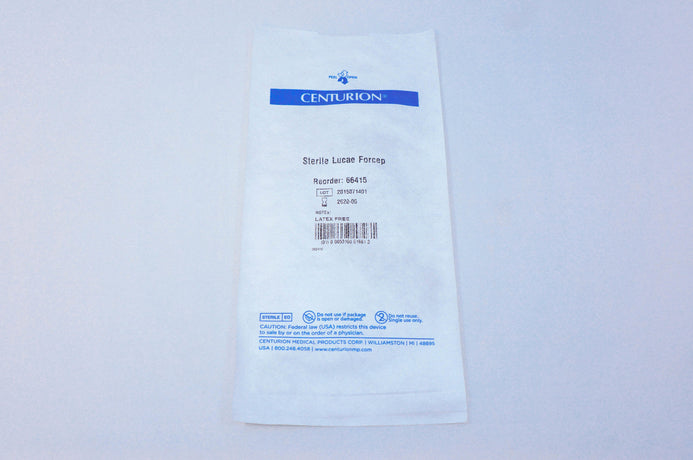 PEEL OPEN
CENTURION®
Sterile Lucae Forcep
Reorder: 66415
LOT 2015071401
2020-06
NOTES:
LATEX FREE
STERILE EO
Do not use if package
is open or damaged.
2 Do not reuse.
Single use only.
CAUTION: Federal law (USA) restricts this device
to sale by or on the order of a physician.
CENTURION MEDICAL PRODUCTS CORP. | WILLIAMSTON | MI | 48895
USA | 800.248.4058 | www.centurionmp.com